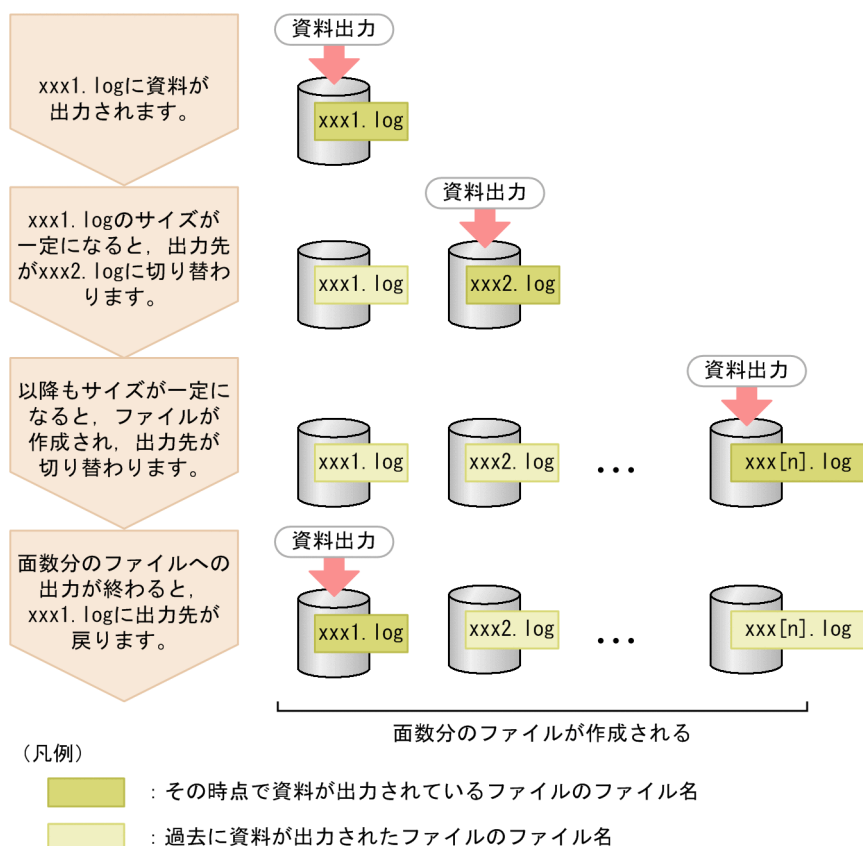 資料出力
xxx1.logに資料が
出力されます。
xxx1.log
資料出力
xxx1.logのサイズが
一定になると，出力先
がxxx2.logに切り替わ
ります。
xxx1.log
xxx2.log
資料出力
以降もサイズが一定に
なると，ファイルが
作成され，出力先が
切り替わります。
xxx1.log
xxx2.log
...
xxx[n].log
資料出力
面数分のファイルへの
出力が終わると，
xxx1.logに出力先が
戻ります。
xxx1.log
xxx2.log
...
xxx[n].log
面数分のファイルが作成される
（凡例）
：その時点で資料が出力されているファイルのファイル名
：過去に資料が出力されたファイルのファイル名